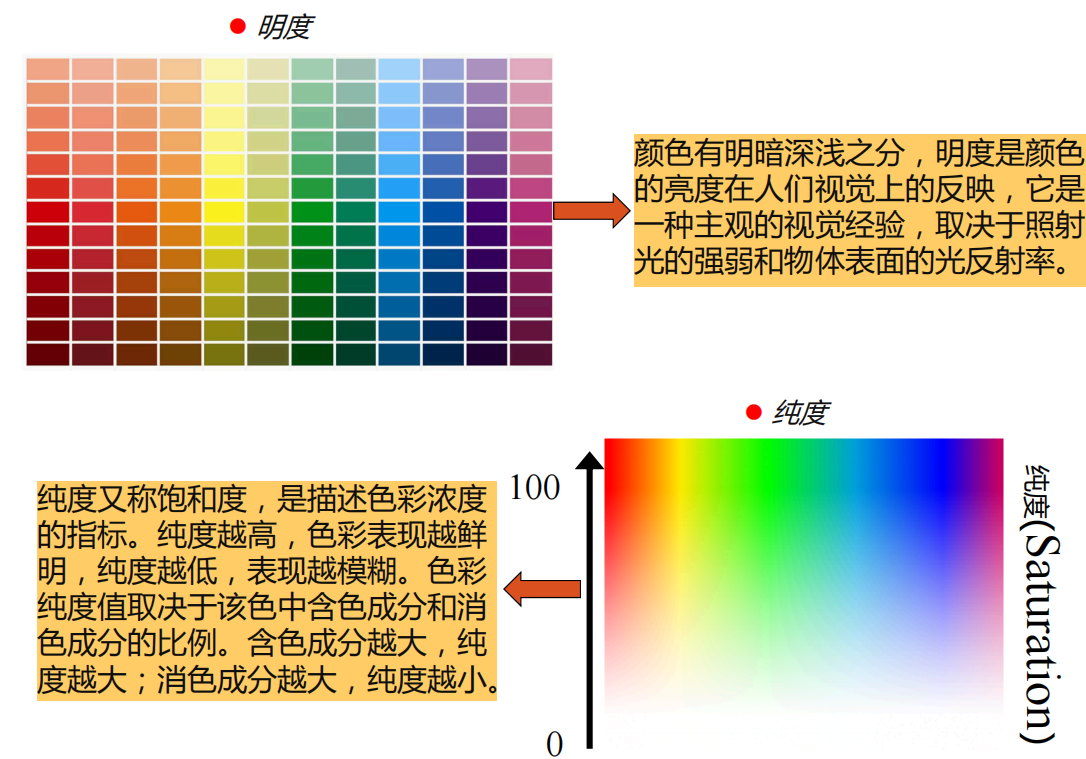 明度
颜色有明暗深浅之分，明度是颜色
的亮度在人们视觉上的反映，它是
一种主观的视觉经验，取决于照射
光的强弱和物体表面的光反射率。
纯度
100
0
纯度(Saturation)
纯度又称饱和度，是描述色彩浓度
的指标。纯度越高，色彩表现越鲜
明，纯度越低，表现越模糊。色彩
纯度值取决于该色中含色成分和消
色成分的比例。含色成分越大，纯
度越大；消色成分越大，纯度越小。